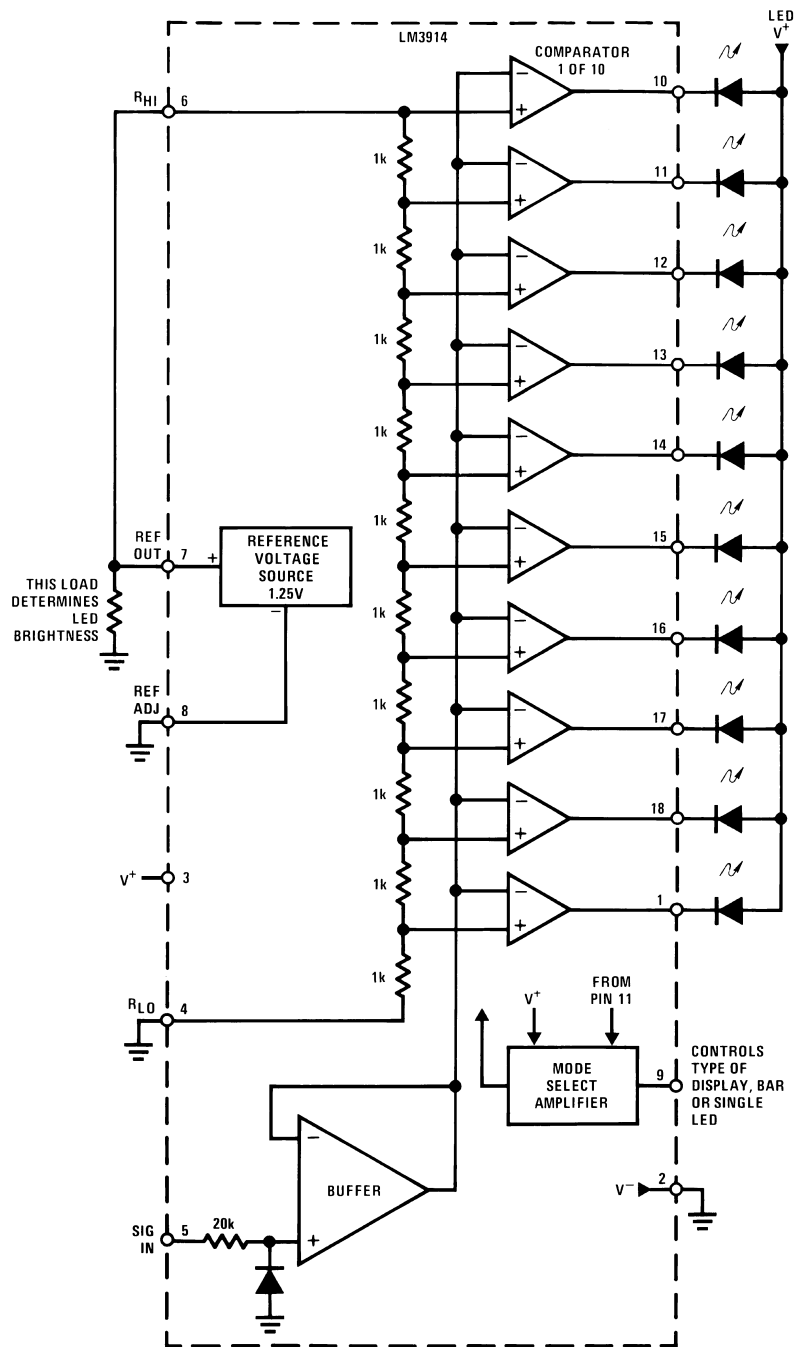 LED
V+
LM3914
COMPARATOR
1 OF 10
10
RHI
6
−
+
1k
11
−
+
1k
12
−
+
1k
13
−
+
1k
14
−
+
1k
15
−
+
REF
OUT
7
+
REFERENCE
VOLTAGE
SOURCE
1.25V
−
THIS LOAD
DETERMINES
LED
BRIGHTNESS
1k
16
−
+
REF
ADJ
8
1k
17
−
+
1k
18
−
+
V+
3
1k
1
−
+
1k
RLO
4
V+
FROM
PIN 11
MODE
SELECT
AMPLIFIER
9
CONTROLS
TYPE OF
DISPLAY, BAR
OR SINGLE
LED
−
BUFFER
+
V−
2
SIG
IN
5
20k